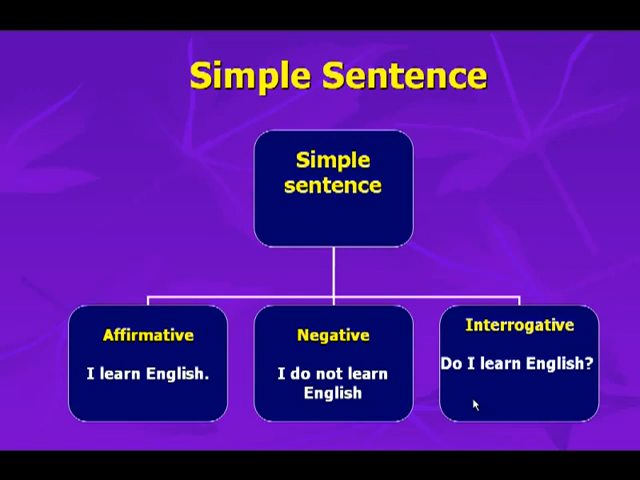 Simple Sentence
Simple
sentence
Affirmative
I learn English.
Negative
I do not learn
English
Interrogative
Do I learn English?